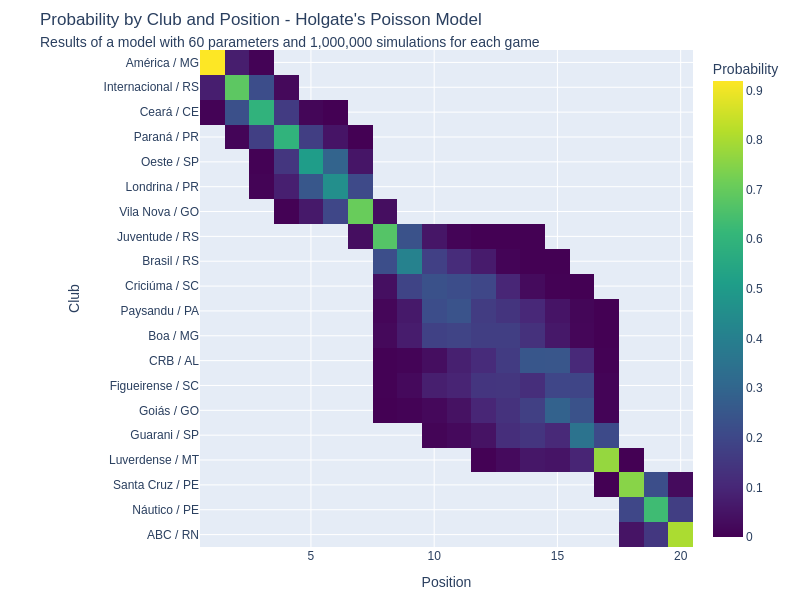 Probability by Club and Position - Holgate's Poisson Model
Results of a model with 60 parameters and 1,000,000 simulations for each game
Probability
América / MG
Internacional / RS
Ceará / CE
Paraná / PR
Oeste / SP
Londrina / PR
Vila Nova / GO
Juventude / RS
Brasil / RS
Criciúma / SC
Paysandu / PA
Boa / MG
CRB / AL
Figueirense / SC
Goiás / GO
Guarani / SP
Luverdense / MT
Santa Cruz / PE
Náutico / PE
ABC / RN
Club
5
10
15
20
Position
0.9
0.8
0.7
0.6
0.5
0.4
0.3
0.2
0.1
0